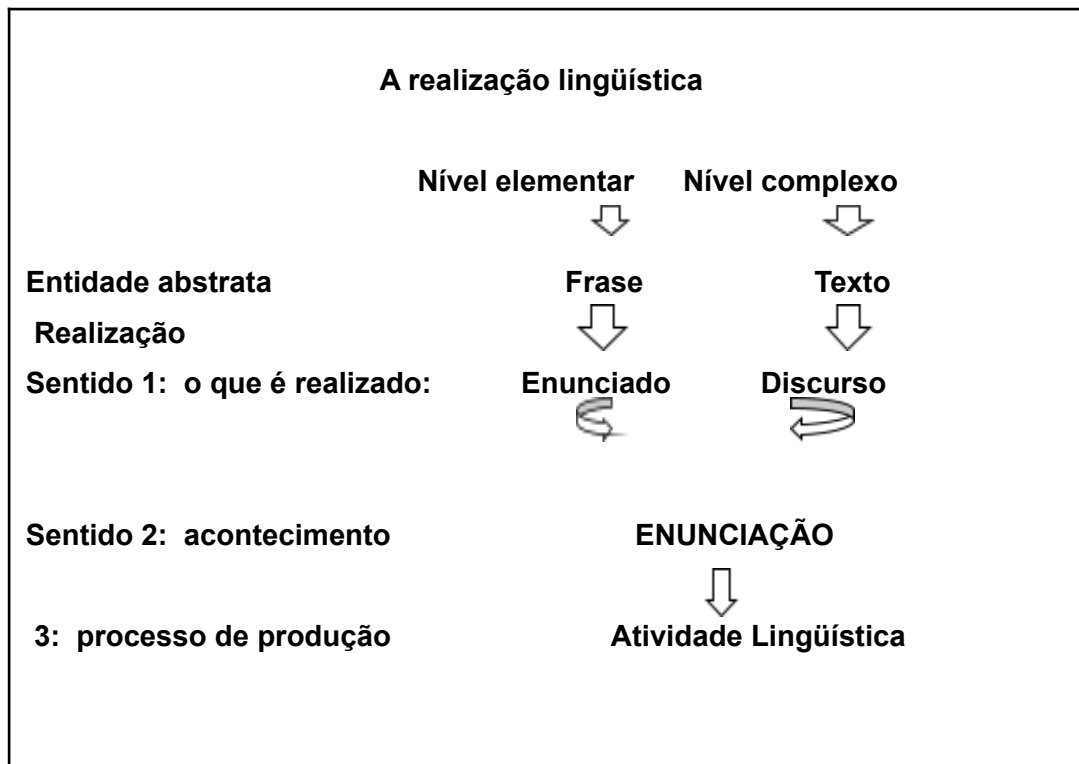 A realização lingüística
Nível elementar Nível complexo
Entidade abstrata Frase Texto
Realização
Sentido 1: o que é realizado: Enunciado Discurso
Sentido 2: acontecimento ENUNCIAÇÃO
3: processo de produção Atividade Lingüística